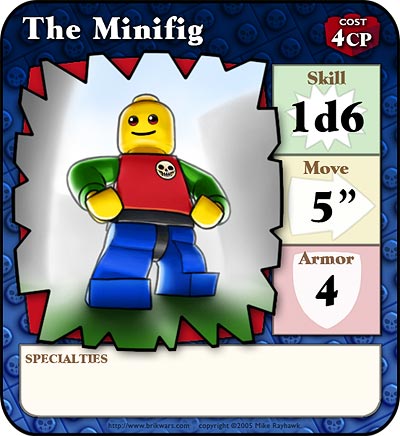 The Minifig
COST
4CP
Skill
1d6
Move
5”
Armor
4
SPECIALTIES
http://www.brikwars.com copyright ©2005 Mike Rayhawk